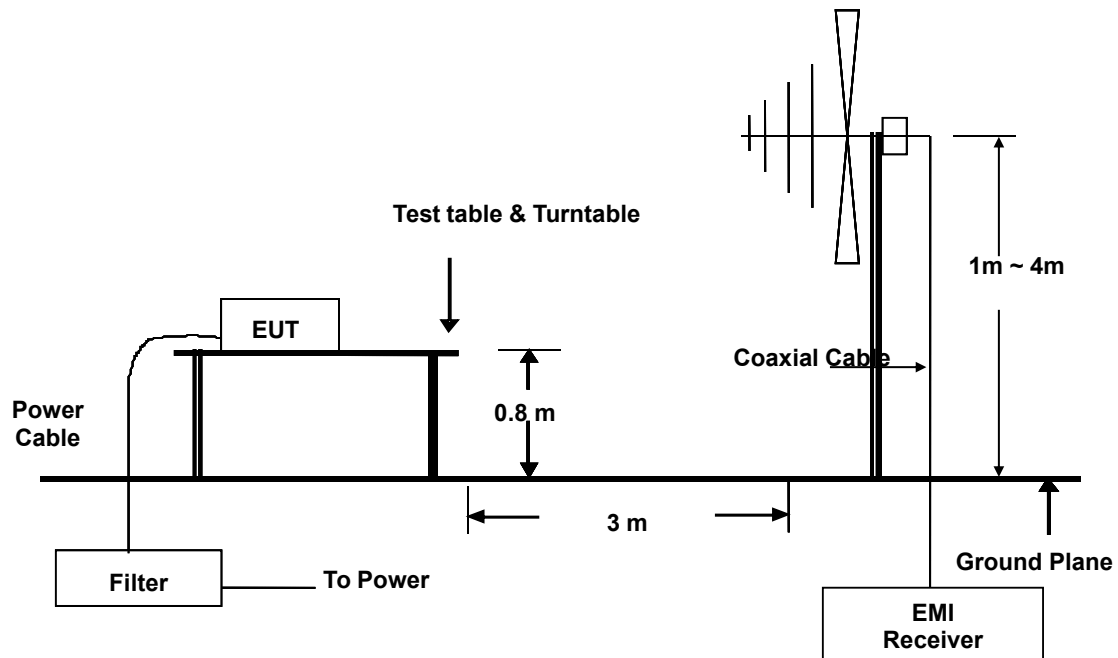 Test table & Turntable
EUT
1m ~ 4m
Coaxial Cable
0.8 m
Power
Cable
3 m
Filter
To Power
Ground Plane
EMI
Receiver